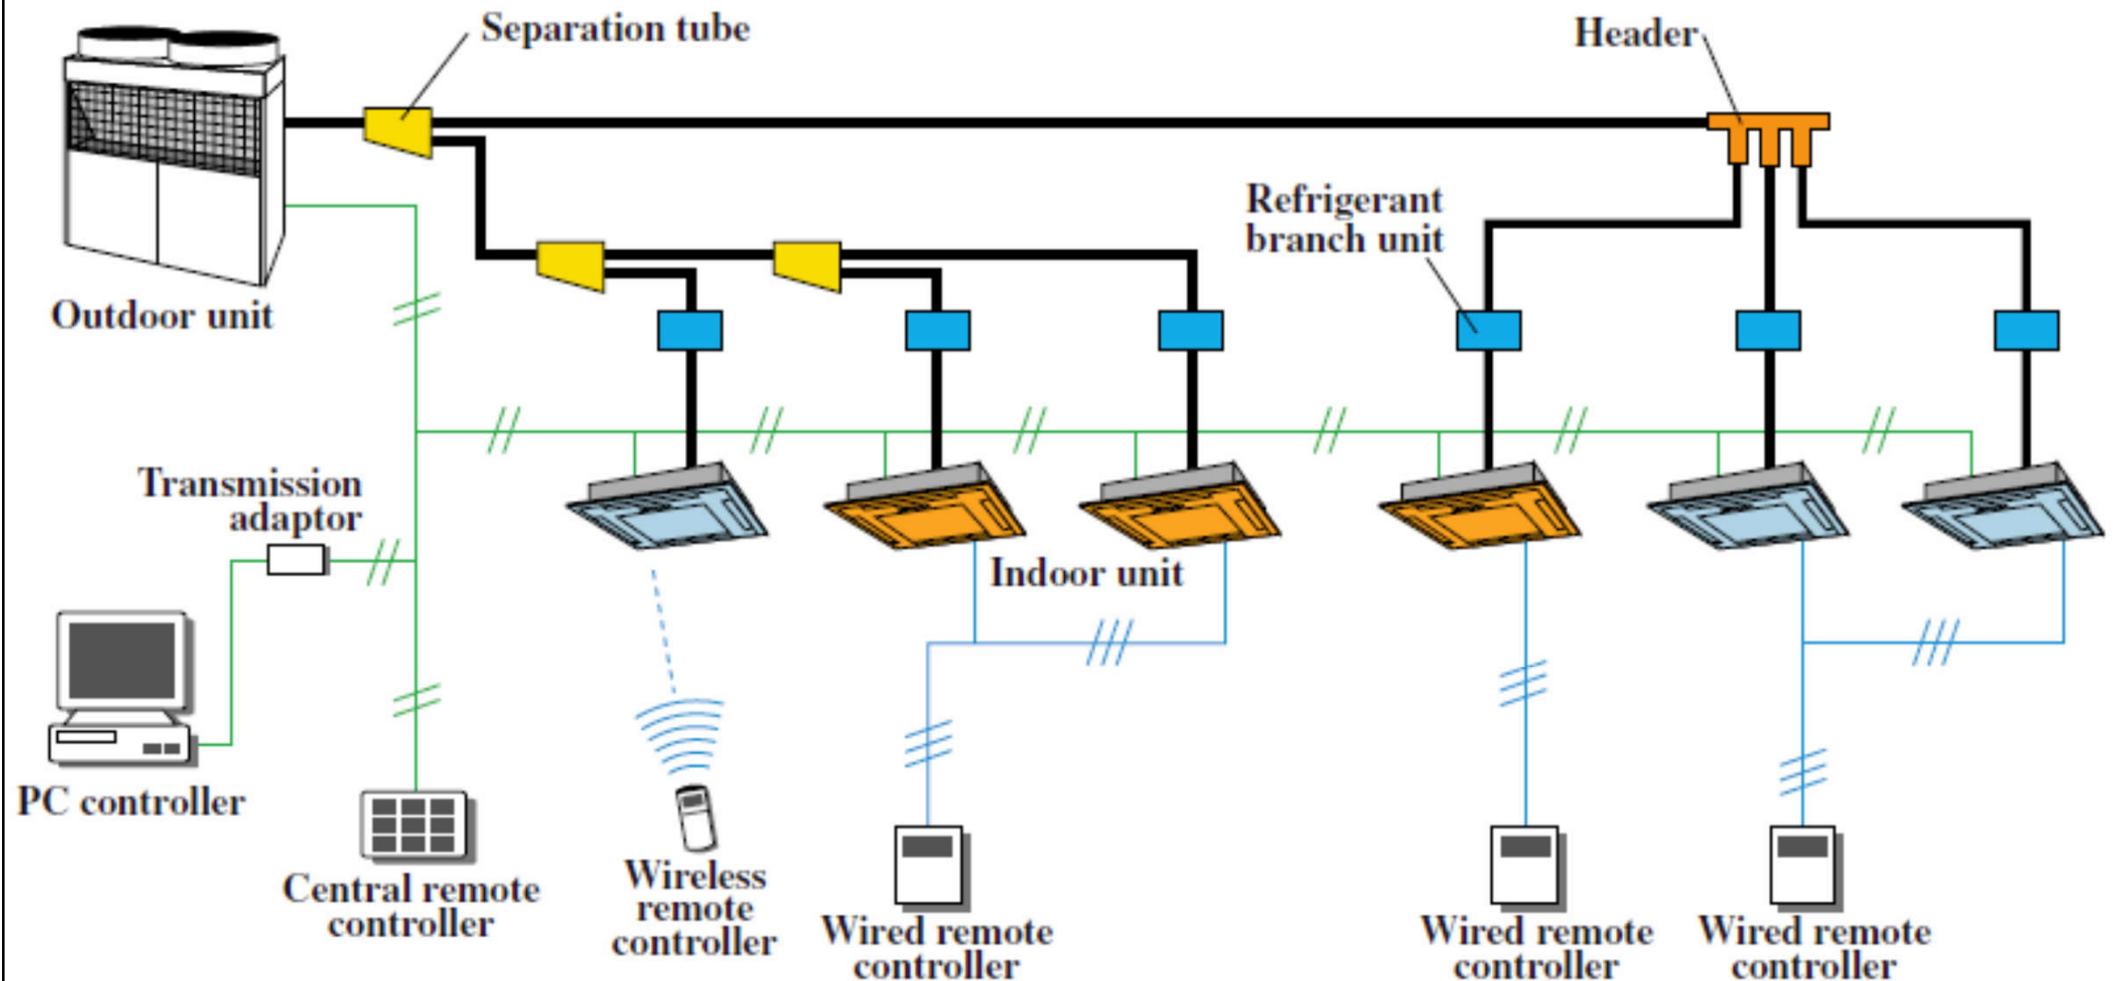 Separation tube
Header
Refrigerant
branch unit
Outdoor unit
Transmission
adaptor
Indoor unit
PC controller
Central remote
controller
Wireless
remote
controller
Wired remote
controller
Wired remote
controller
Wired remote
controller